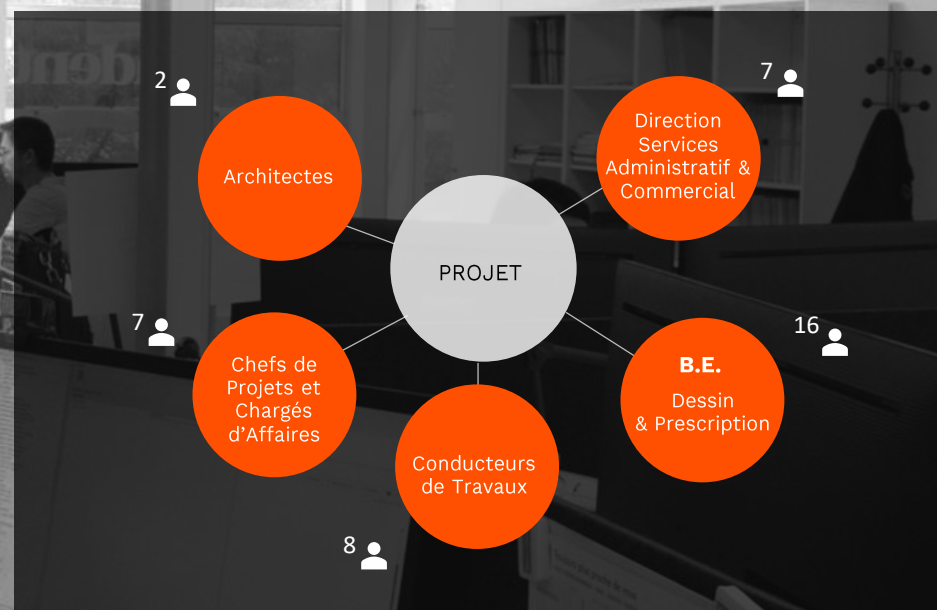 2
Architectes
7
Direction
Services
Administratif &
Commercial
PROJET
7
Chefs de
Projets et
Chargés
d'Affaires
16
B.E.
Dessin
& Prescription
Conducteurs
de Travaux
8